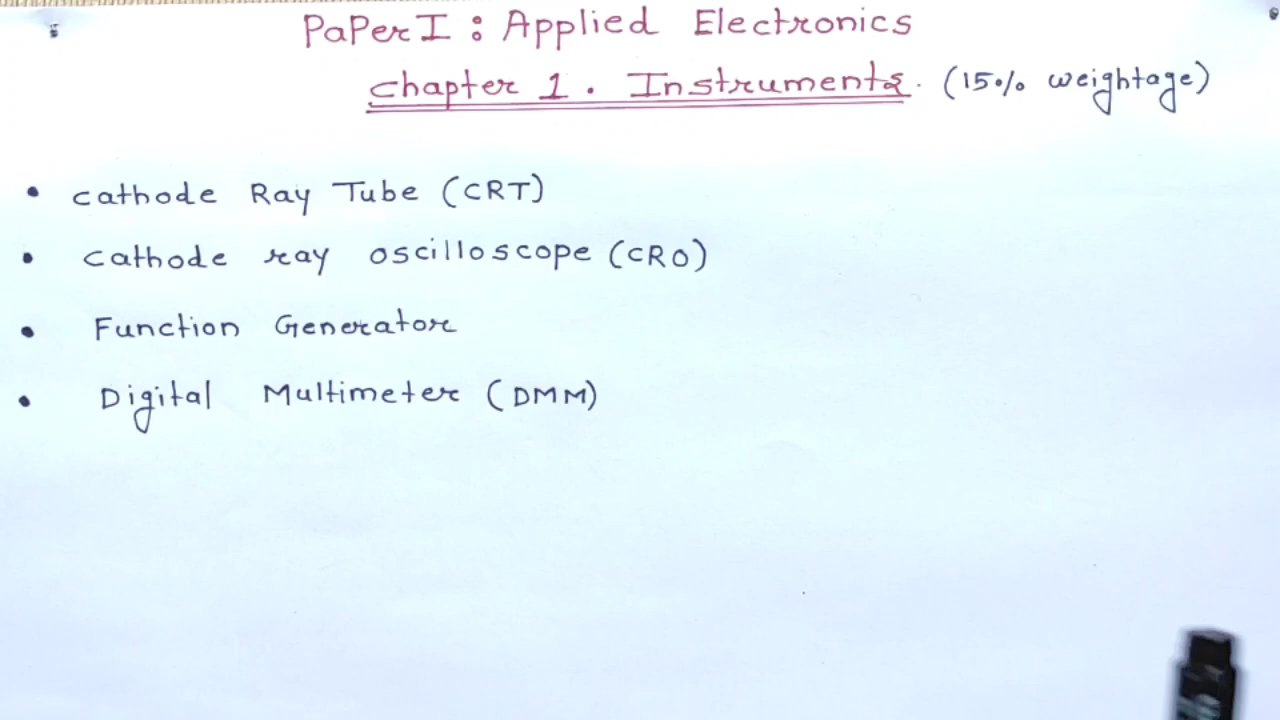 PaPer I : Applied Electronics
chapter 1. Instruments. (15% weightage)
• cathode Ray Tube (CRT)
• cathode ray oscilloscope (CRO)
• Function Generator
• Digital Multimeter (DMM)